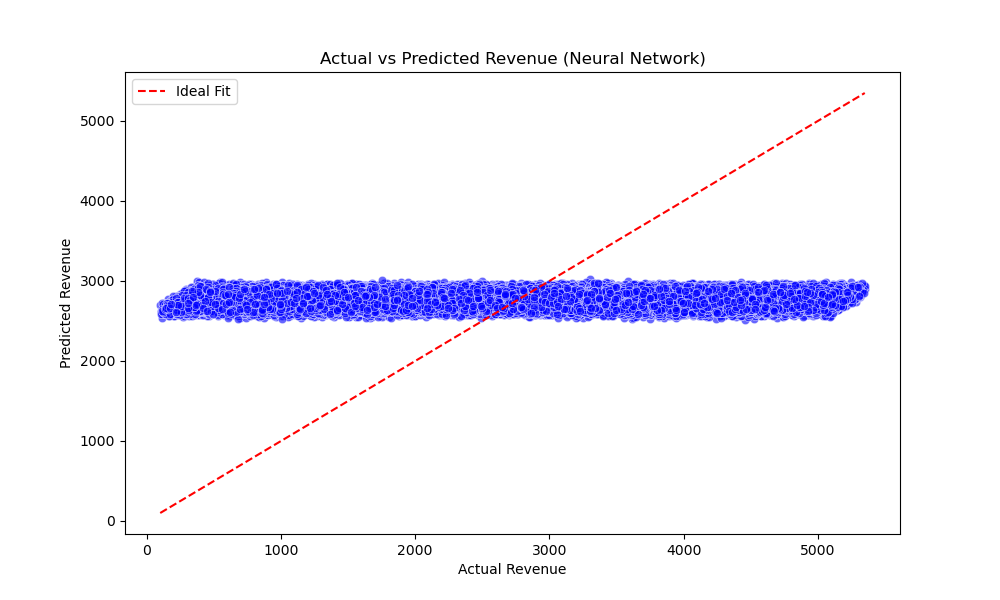 Actual vs Predicted Revenue (Neural Network)
Ideal Fit
Predicted Revenue
5000
4000
3000
2000
1000
0
0 1000 2000 3000 4000 5000
Actual Revenue